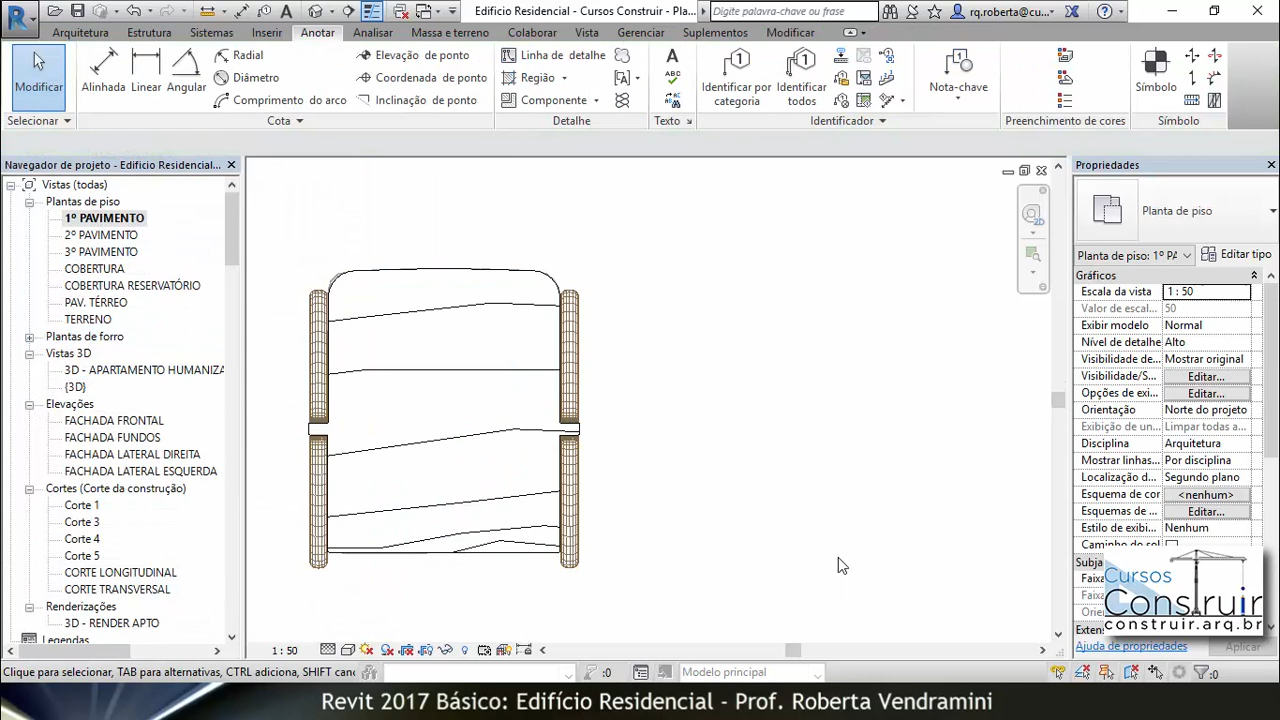 Edificio Residencial - Cursos Construir - Pla...
Digite palavra-chave ou frase
rq.roberta@cu...
Arquitetura
Estrutura
Sistemas
Inserir
Anotar
Analisar
Massa e terreno
Colaborar
Vista
Gerenciar
Suplementos
Modificar
Modificar
Alinhada
Linear
Angular
Radial
Diâmetro
Comprimento do arco
Elevação de ponto
Coordenada de ponto
Inclinação de ponto
Linha de detalhe
Região
Componente
Identificar por categoria
Identificar todos
Nota-chave
Símbolo
Selecionar
Cota
Detalhe
Texto
Identificador
Preenchimento de cores
Símbolo
Navegador de projeto - Edifício Residencial...
Vistas (todas)
Plantas de piso
1º PAVIMENTO
2º PAVIMENTO
3º PAVIMENTO
COBERTURA
COBERTURA RESERVATÓRIO
PAV. TÉRREO
TERRENO
Plantas de forro
Vistas 3D
3D - APARTAMENTO HUMANIZA
{3D}
Elevações
FACHADA FRONTAL
FACHADA FUNDOS
FACHADA LATERAL DIREITA
FACHADA LATERAL ESQUERDA
Cortes (Corte da construção)
Corte 1
Corte 3
Corte 4
Corte 5
CORTE LONGITUDINAL
CORTE TRANSVERSAL
Renderizações
3D - RENDER APTO
Legendas
Propriedades
Planta de piso
Planta de piso: 1º PA
Editar tipo
Gráficos
Escala da vista 1 : 50
Valor de escal... 50
Exibir modelo Normal
Nível de detalhe Alto
Visibilidade de... Mostrar original
Visibilidade/S... Editar...
Opções de exi... Editar...
Orientação Norte do projeto
Exibição de un... Limpar todas a...
Disciplina Arquitetura
Mostrar linhas... Por disciplina
Localização d... Segundo plano
Esquema de cor <nenhum>
Esquemas de ... Editar...
Estilo de exibi... Nenhum
Caminho do sol
Subja
Faixa
Faixa
Orie
Exten
Cursos
Construir
construir.arq.br
Ajuda de propriedades
Aplicar
1 : 50
Clique para selecionar, TAB para alternativas, CTRL adiciona, SHIFT can
:0
Modelo principal
:0
Revit 2017 Básico: Edifício Residencial - Prof. Roberta Vendramini